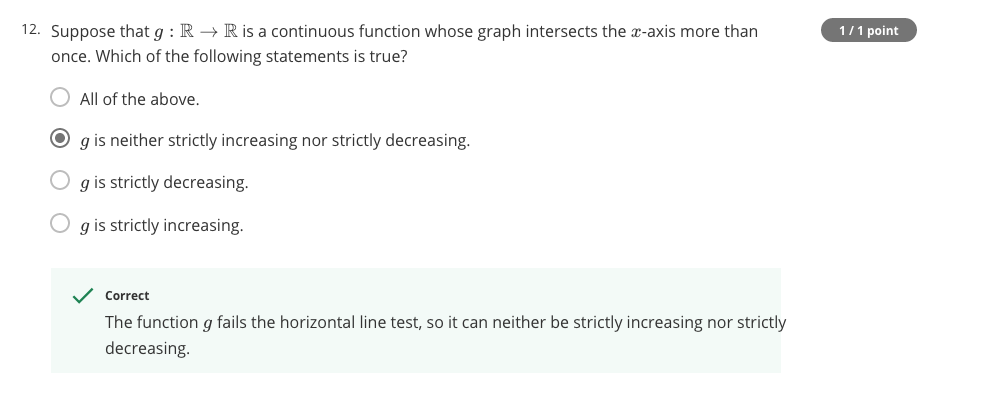 12. Suppose that g : ℝ → ℝ is a continuous function whose graph intersects the x-axis more than
1 / 1 point
once. Which of the following statements is true?
All of the above.
g is neither strictly increasing nor strictly decreasing.
g is strictly decreasing.
g is strictly increasing.
Correct
The function g fails the horizontal line test, so it can neither be strictly increasing nor strictly
decreasing.